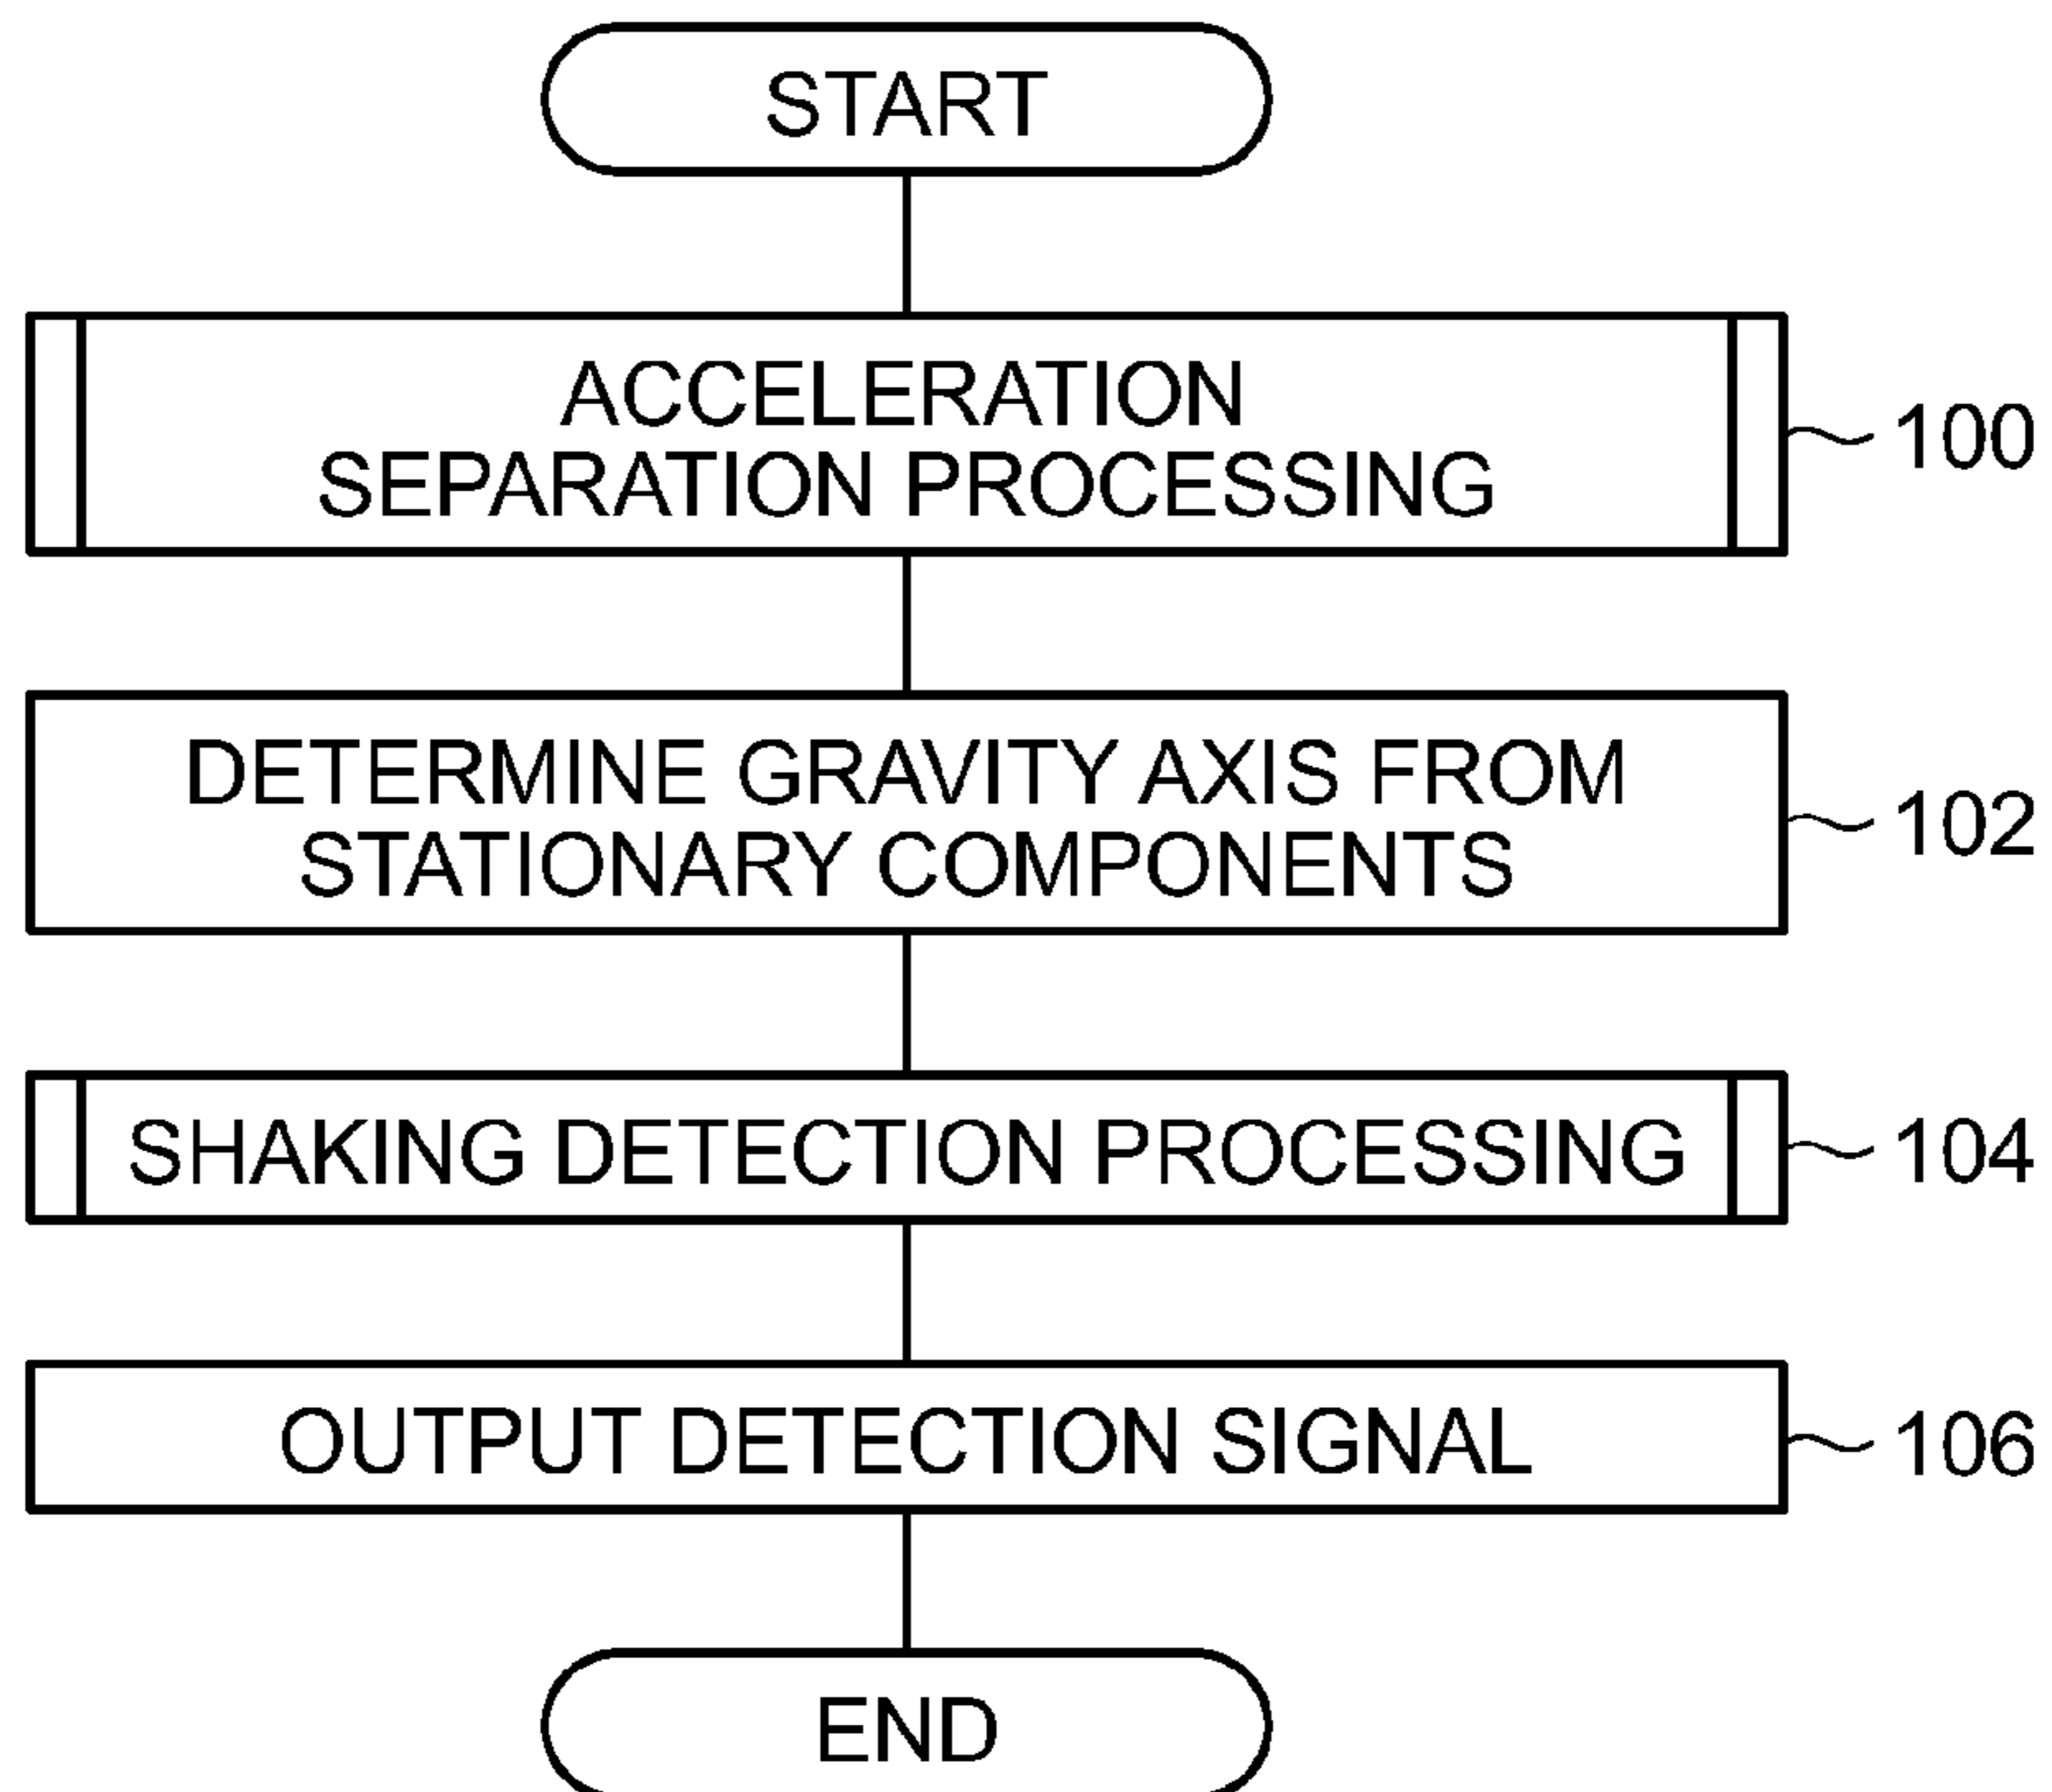 START
ACCELERATION
SEPARATION PROCESSING
100
DETERMINE GRAVITY AXIS FROM
STATIONARY COMPONENTS
102
SHAKING DETECTION PROCESSING
104
OUTPUT DETECTION SIGNAL
106
END